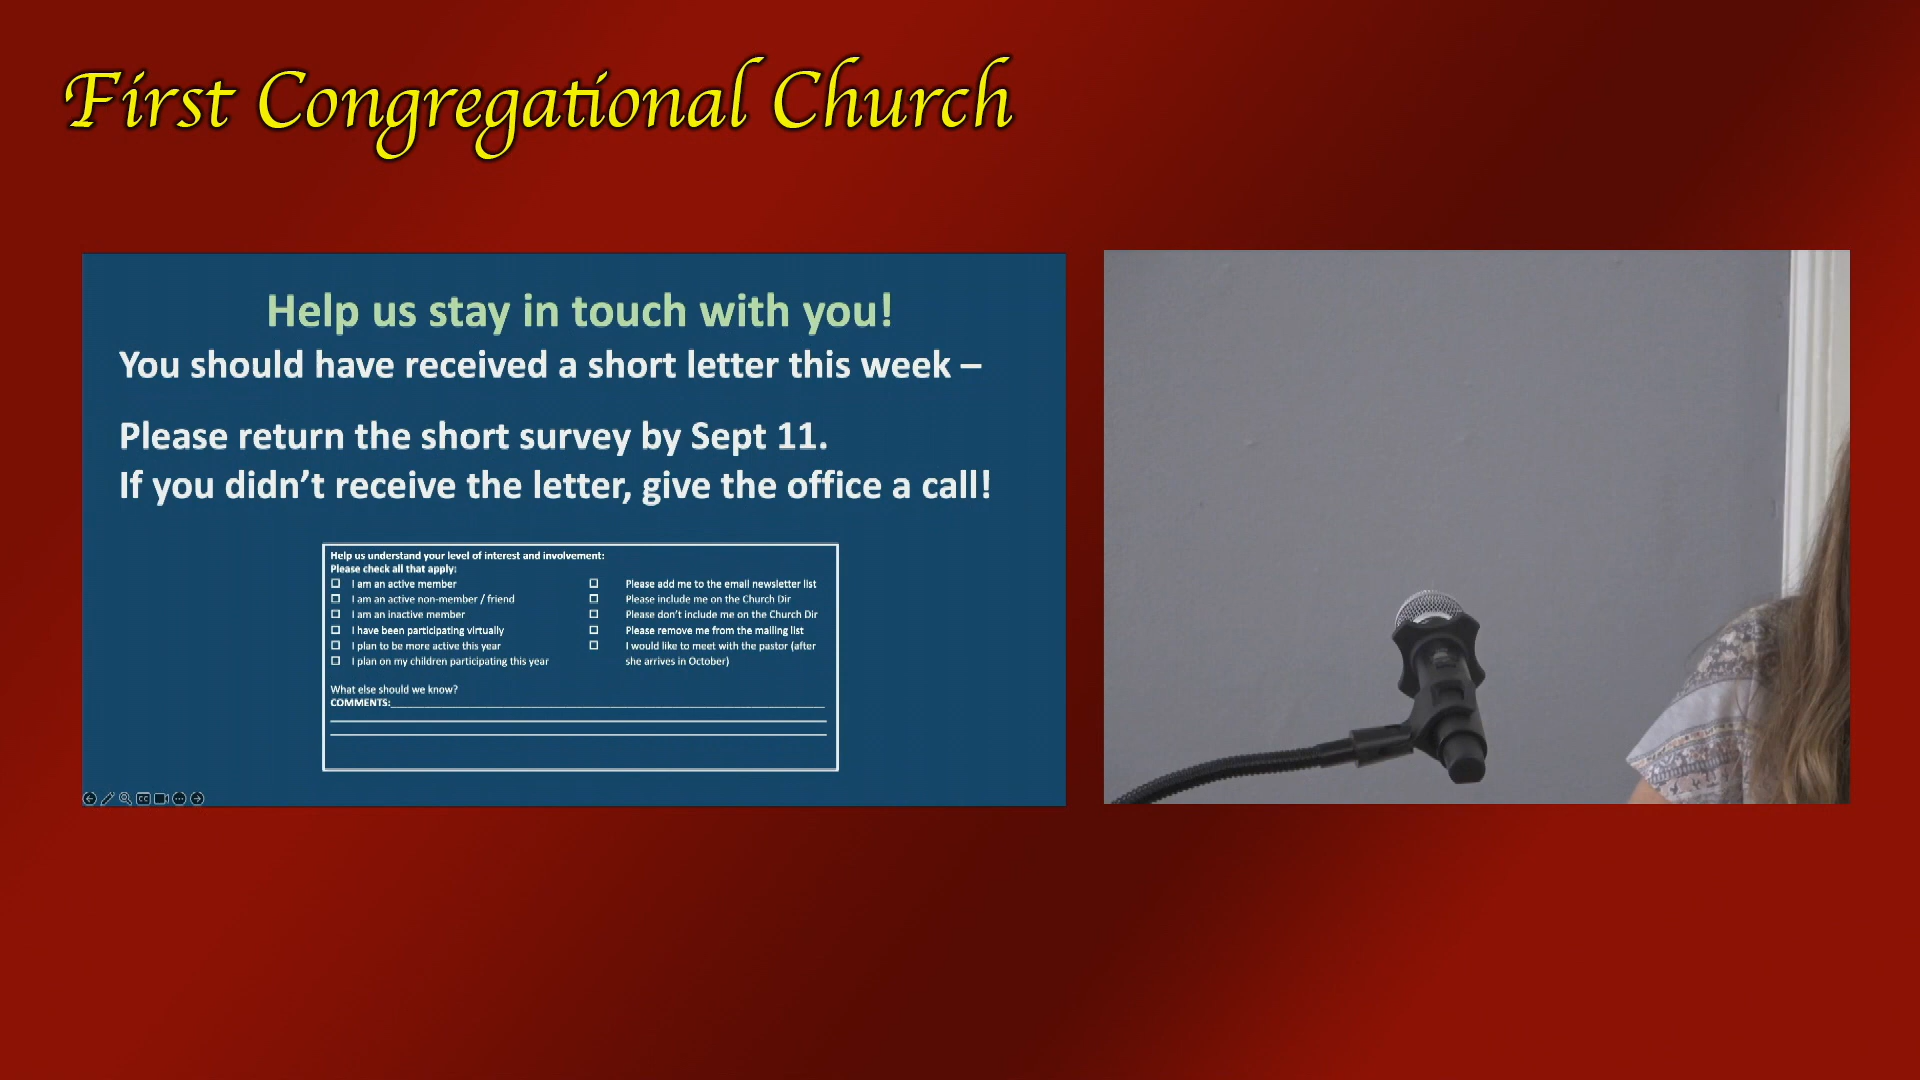 First Congregational Church
Help us stay in touch with you!
You should have received a short letter this week –
Please return the short survey by Sept 11.
If you didn't receive the letter, give the office a call!
Help us understand your level of interest and involvement:
Please check all that apply:
I am an active member
I am an active non-member / friend
I am an inactive member
I have been participating virtually
I plan to be more active this year
I plan on my children participating this year
Please add me to the email newsletter list
Please include me on the Church Dir
Please don't include me on the Church Dir
Please remove me from the mailing list
I would like to meet with the pastor (after
she arrives in October)
What else should we know?
COMMENTS: